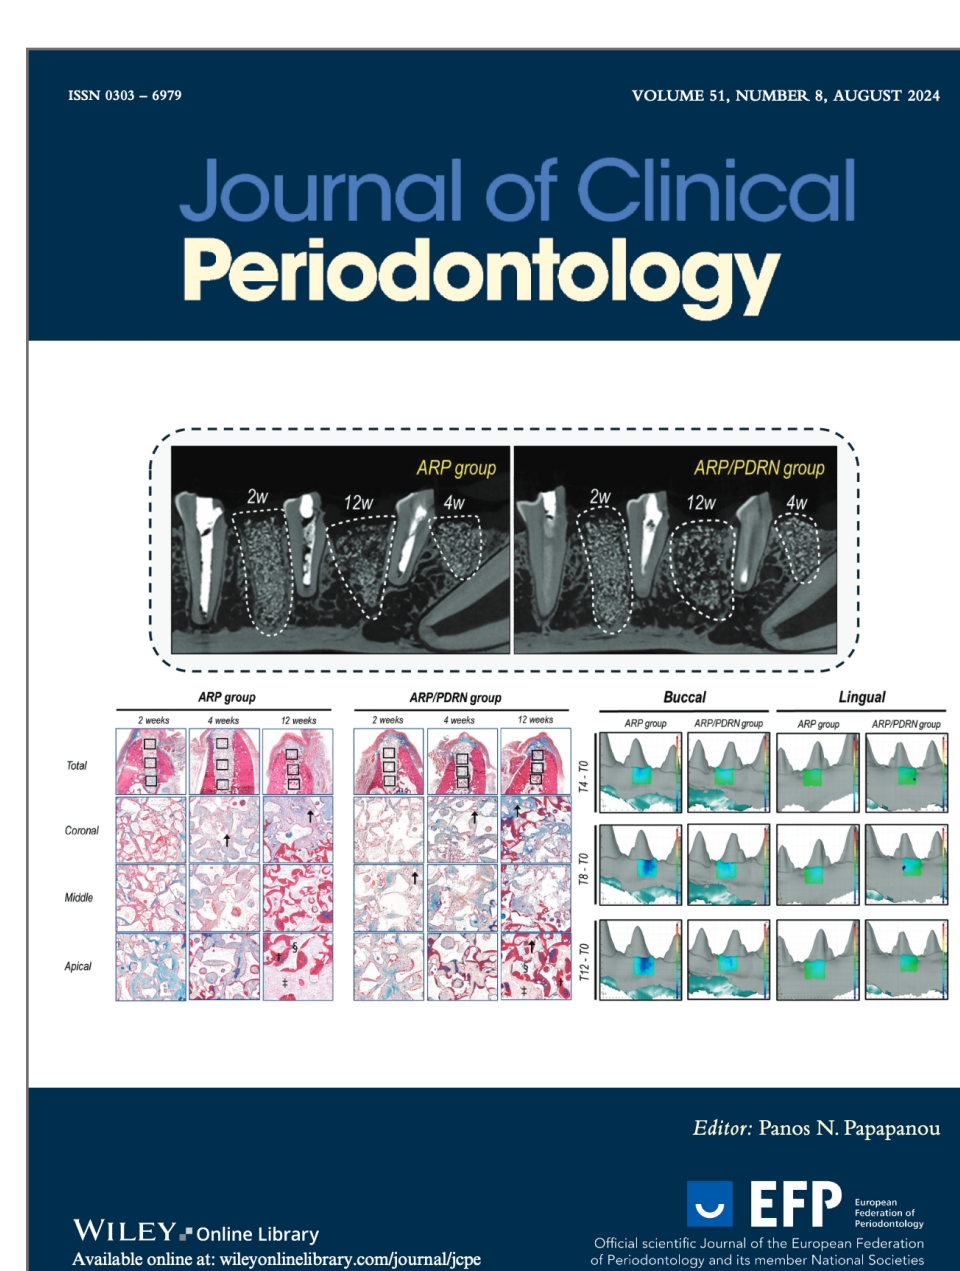 ISSN 0303 – 6979
VOLUME 51, NUMBER 8, AUGUST 2024
Journal of Clinical
Periodontology
ARP group
2w
12w
4w
ARP/PDRN group
2w
12w
4w
ARP group
2 weeks
4 weeks
12 weeks
ARP/PDRN group
2 weeks
4 weeks
12 weeks
Total
Coronal
Middle
Apical
§
‡
§
‡
Buccal
Lingual
ARP group
ARP/PDRN group
ARP group
ARP/PDRN group
T4 - T0
T8 - T0
T12 - T0
Editor: Panos N. Papapanou
EFP
European
Federation of
Periodontology
WILEY Online Library
Available online at: wileyonlinelibrary.com/journal/jcpe
Official scientific Journal of the European Federation
of Periodontology and its member National Societies